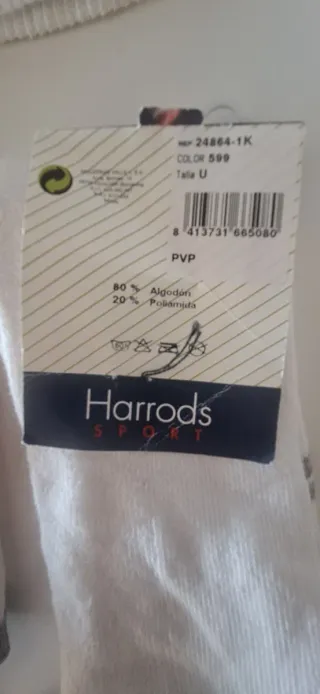 REF 24864-1K
COLOR 599
Talla U
8 413731 665080
PVP
80 % Algodón
20 % Poliamida
Harrods
SPORT